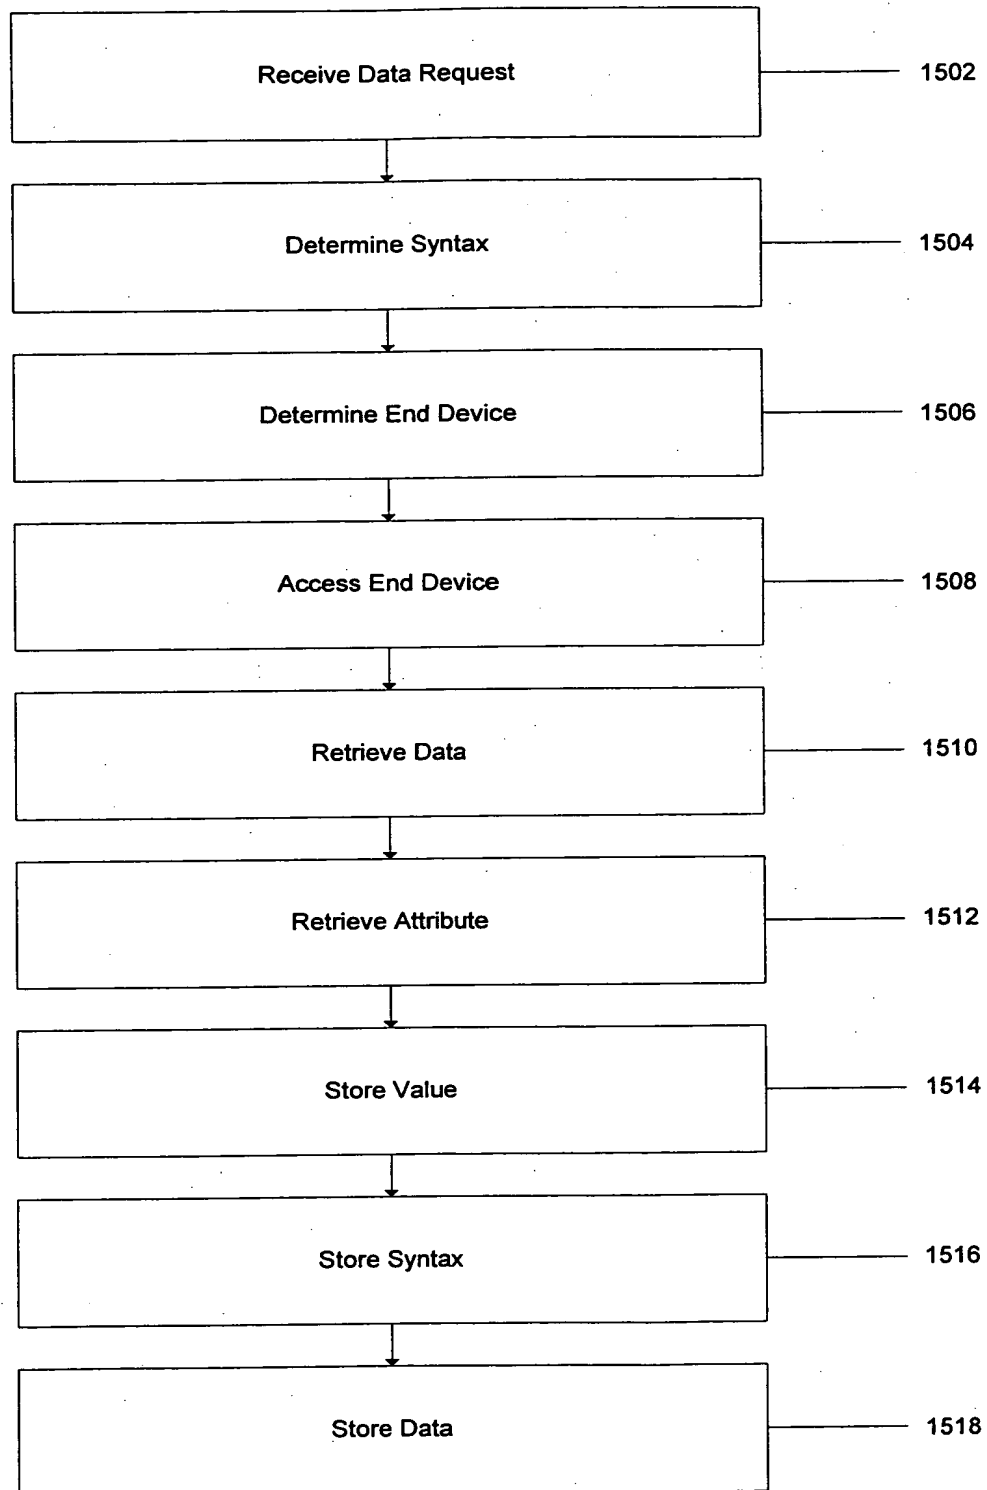 Receive Data Request 1502
Determine Syntax 1504
Determine End Device 1506
Access End Device 1508
Retrieve Data 1510
Retrieve Attribute 1512
Store Value 1514
Store Syntax 1516
Store Data 1518